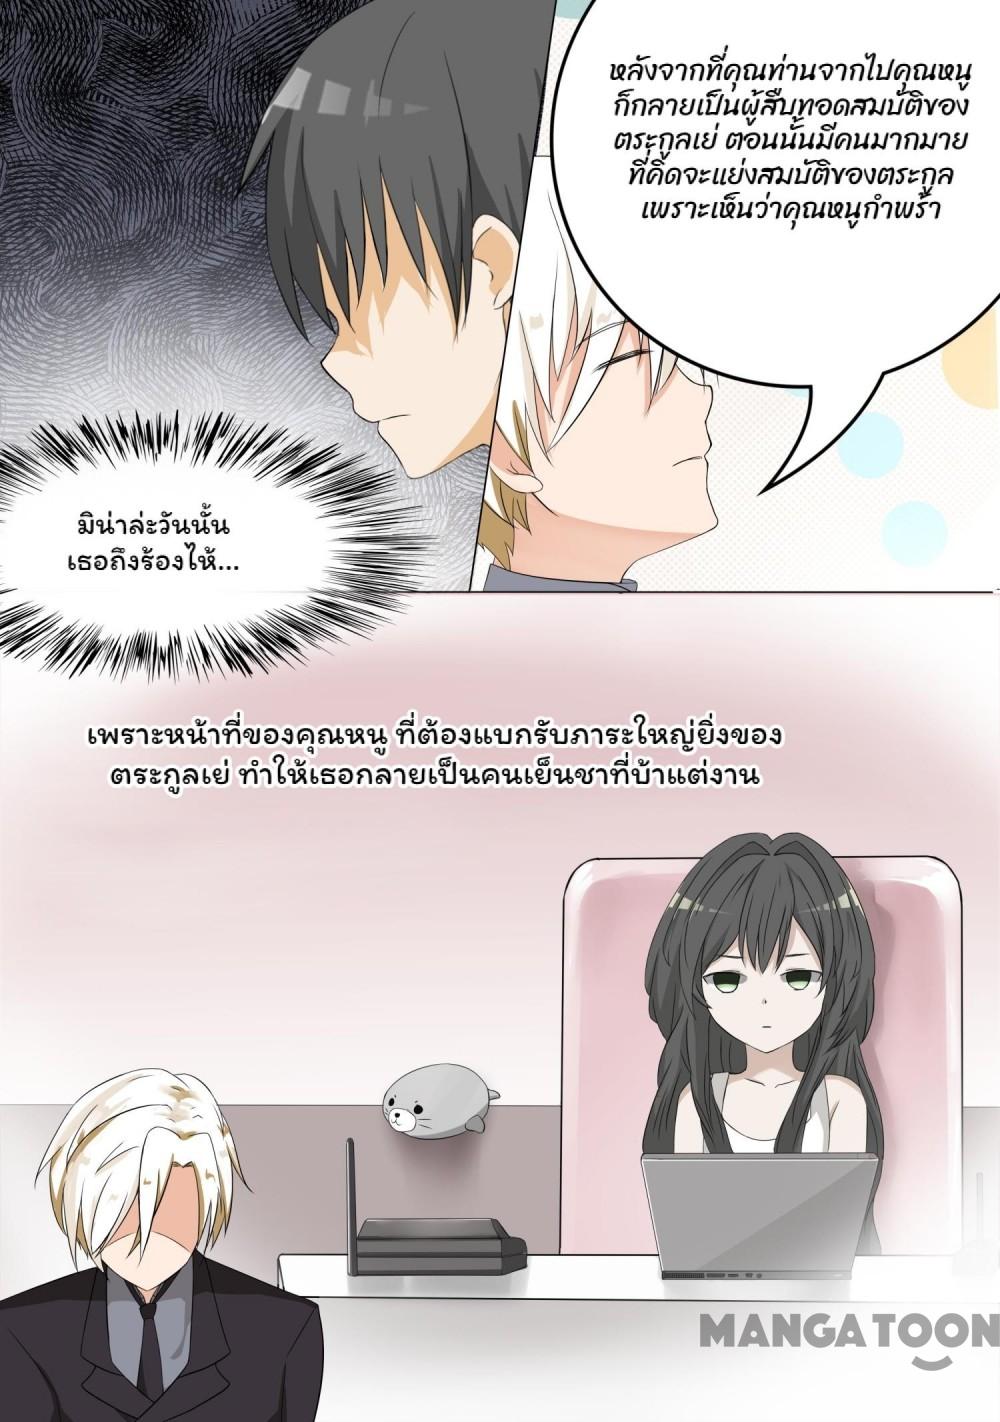 หลังจากที่คุณท่านจากไปคุณหนู
ก็กลายเป็นผู้สืบทอดสมบัติของ
ตระกูลเย่ ตอนนั้นมีคนมากมาย
ที่คิดจะแย่งสมบัติของตระกูล
เพราะเห็นว่าคุณหนูกำพร้า
มิน่าล่ะวันนั้น
เธอถึงร้องไห้...
เพราะหน้าที่ของคุณหนู ที่ต้องแบกรับภาระใหญ่ยิ่งของ
ตระกูลเย่ ทำให้เธอกลายเป็นคนเย็นชาที่บ้าแต่งาน
MANGATOON